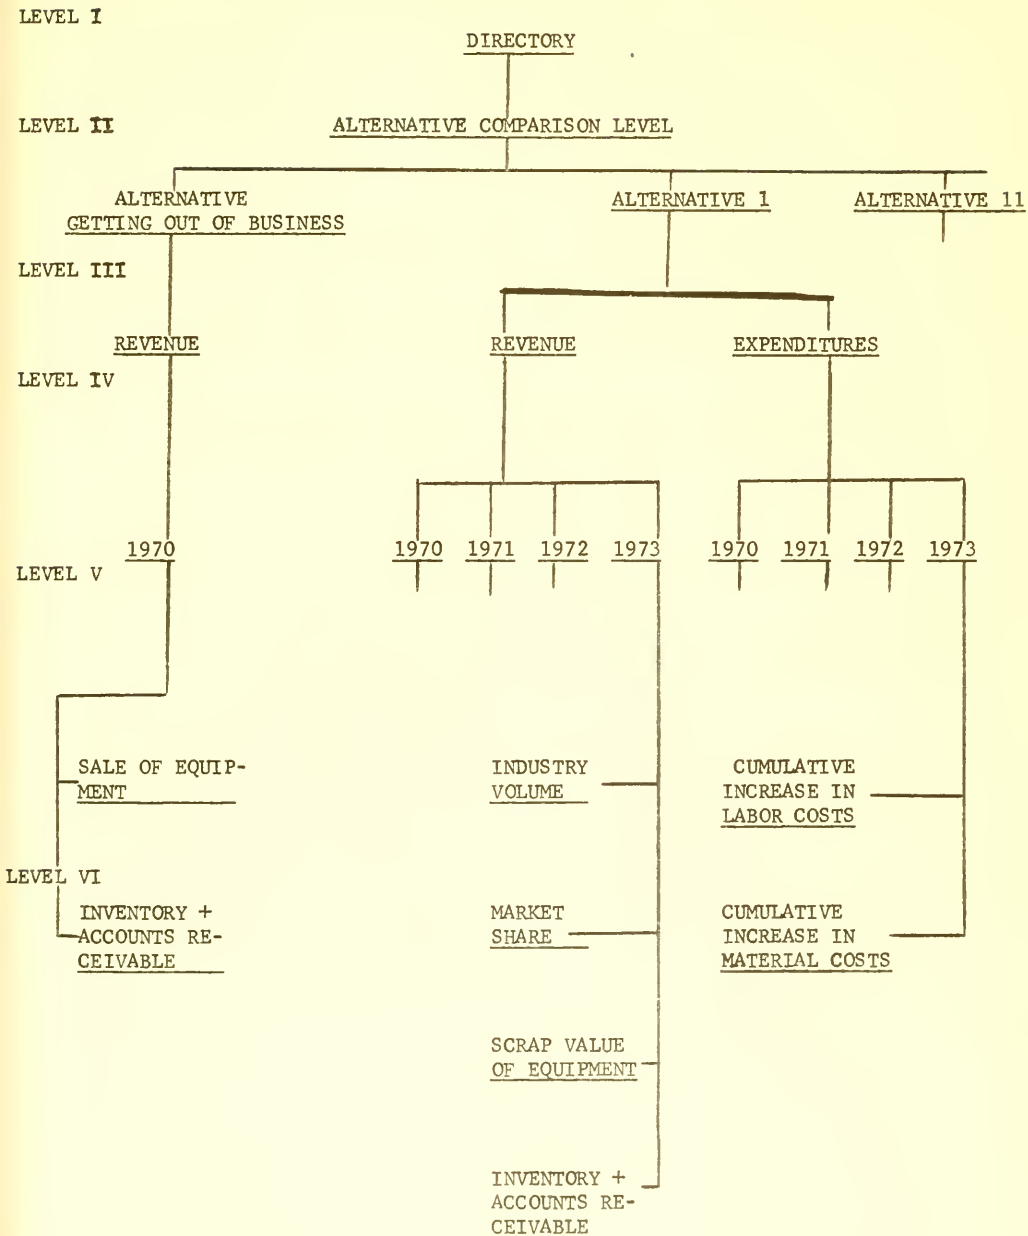 LEVEL I
DIRECTORY
LEVEL II
ALTERNATIVE COMPARISON LEVEL
ALTERNATIVE
GETTING OUT OF BUSINESS
ALTERNATIVE 1
ALTERNATIVE 11
LEVEL III
REVENUE
REVENUE
EXPENDITURES
LEVEL IV
1970
1970 1971 1972 1973
1970 1971 1972 1973
LEVEL V
SALE OF EQUIP-
MENT
INDUSTRY
VOLUME
CUMULATIVE
INCREASE IN
LABOR COSTS
LEVEL VI
INVENTORY +
ACCOUNTS RE-
CEIVABLE
MARKET
SHARE
CUMULATIVE
INCREASE IN
MATERIAL COSTS
SCRAP VALUE
OF EQUIPMENT
INVENTORY +
ACCOUNTS RE-
CEIVABLE